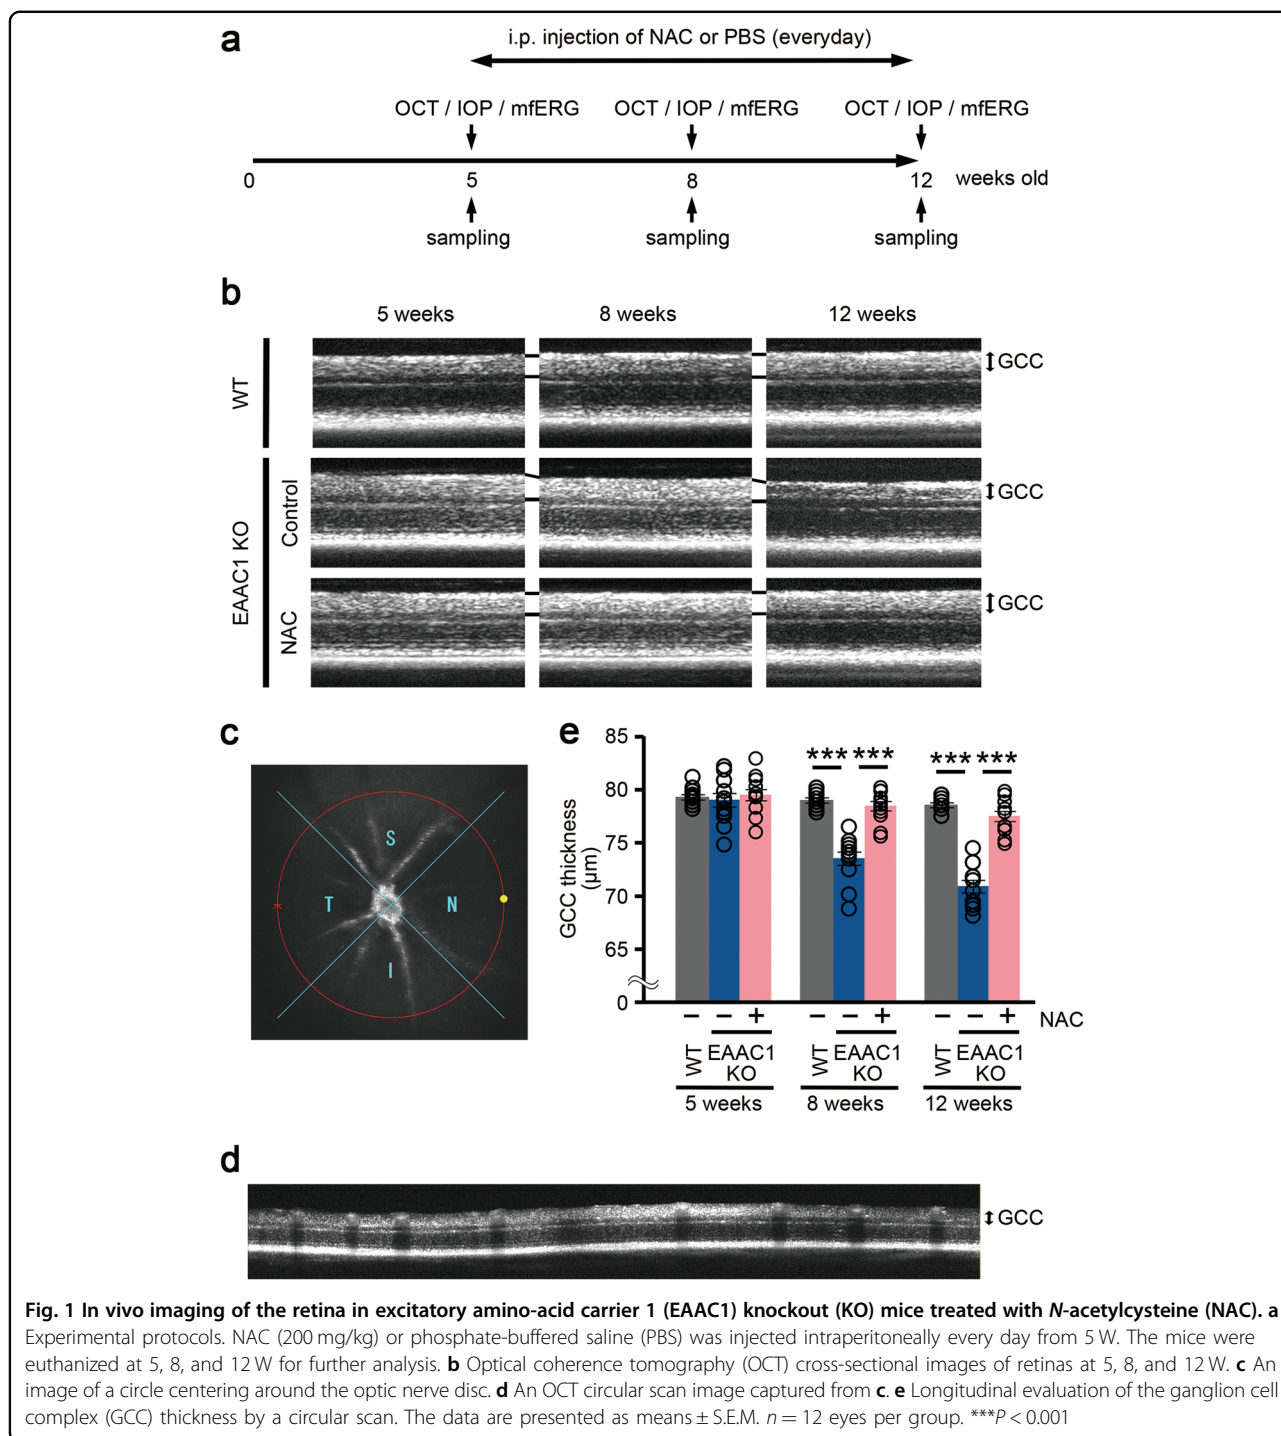 a
i.p. injection of NAC or PBS (everyday)
OCT / IOP / mfERG OCT / IOP / mfERG OCT / IOP / mfERG
0 5 8 12 weeks old
sampling sampling sampling
b
5 weeks 8 weeks 12 weeks
WT
GCC
EAAC1 KO
Control
GCC
NAC
GCC
c
S
T N
I
e
GCC thickness
(μm)
85
80
75
70
65
0
*** *** *** ***
− − + − − + − − + NAC
WT EAAC1 KO WT EAAC1 KO WT EAAC1 KO
5 weeks 8 weeks 12 weeks
d
GCC
Fig. 1 In vivo imaging of the retina in excitatory amino-acid carrier 1 (EAAC1) knockout (KO) mice treated with N-acetylcysteine (NAC). a
Experimental protocols. NAC (200 mg/kg) or phosphate-buffered saline (PBS) was injected intraperitoneally every day from 5 W. The mice were
euthanized at 5, 8, and 12 W for further analysis. b Optical coherence tomography (OCT) cross-sectional images of retinas at 5, 8, and 12 W. c An
image of a circle centering around the optic nerve disc. d An OCT circular scan image captured from c. e Longitudinal evaluation of the ganglion cell
complex (GCC) thickness by a circular scan. The data are presented as means ± S.E.M. n = 12 eyes per group. ***P < 0.001